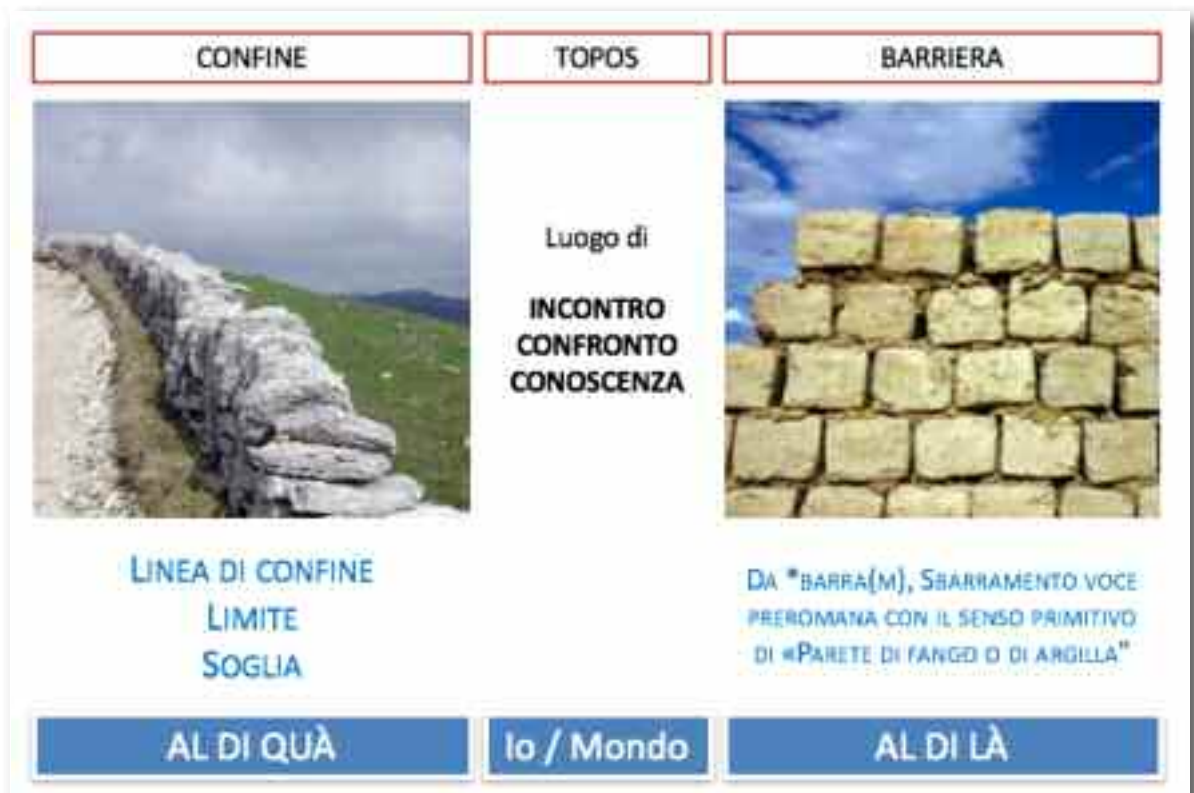 CONFINE
TOPOS
BARRIERA
Luogo di
INCONTRO
CONFRONTO
CONOSCENZA
LINEA DI CONFINE
LIMITE
SOGLIA
DA *BARRA(M), SBARRAMENTO VOCE
PREROMANA CON IL SENSO PRIMITIVO
DI «PARETE DI FANGO O DI ARGILLA"
AL DI QUÀ
Io / Mondo
AL DI LÀ